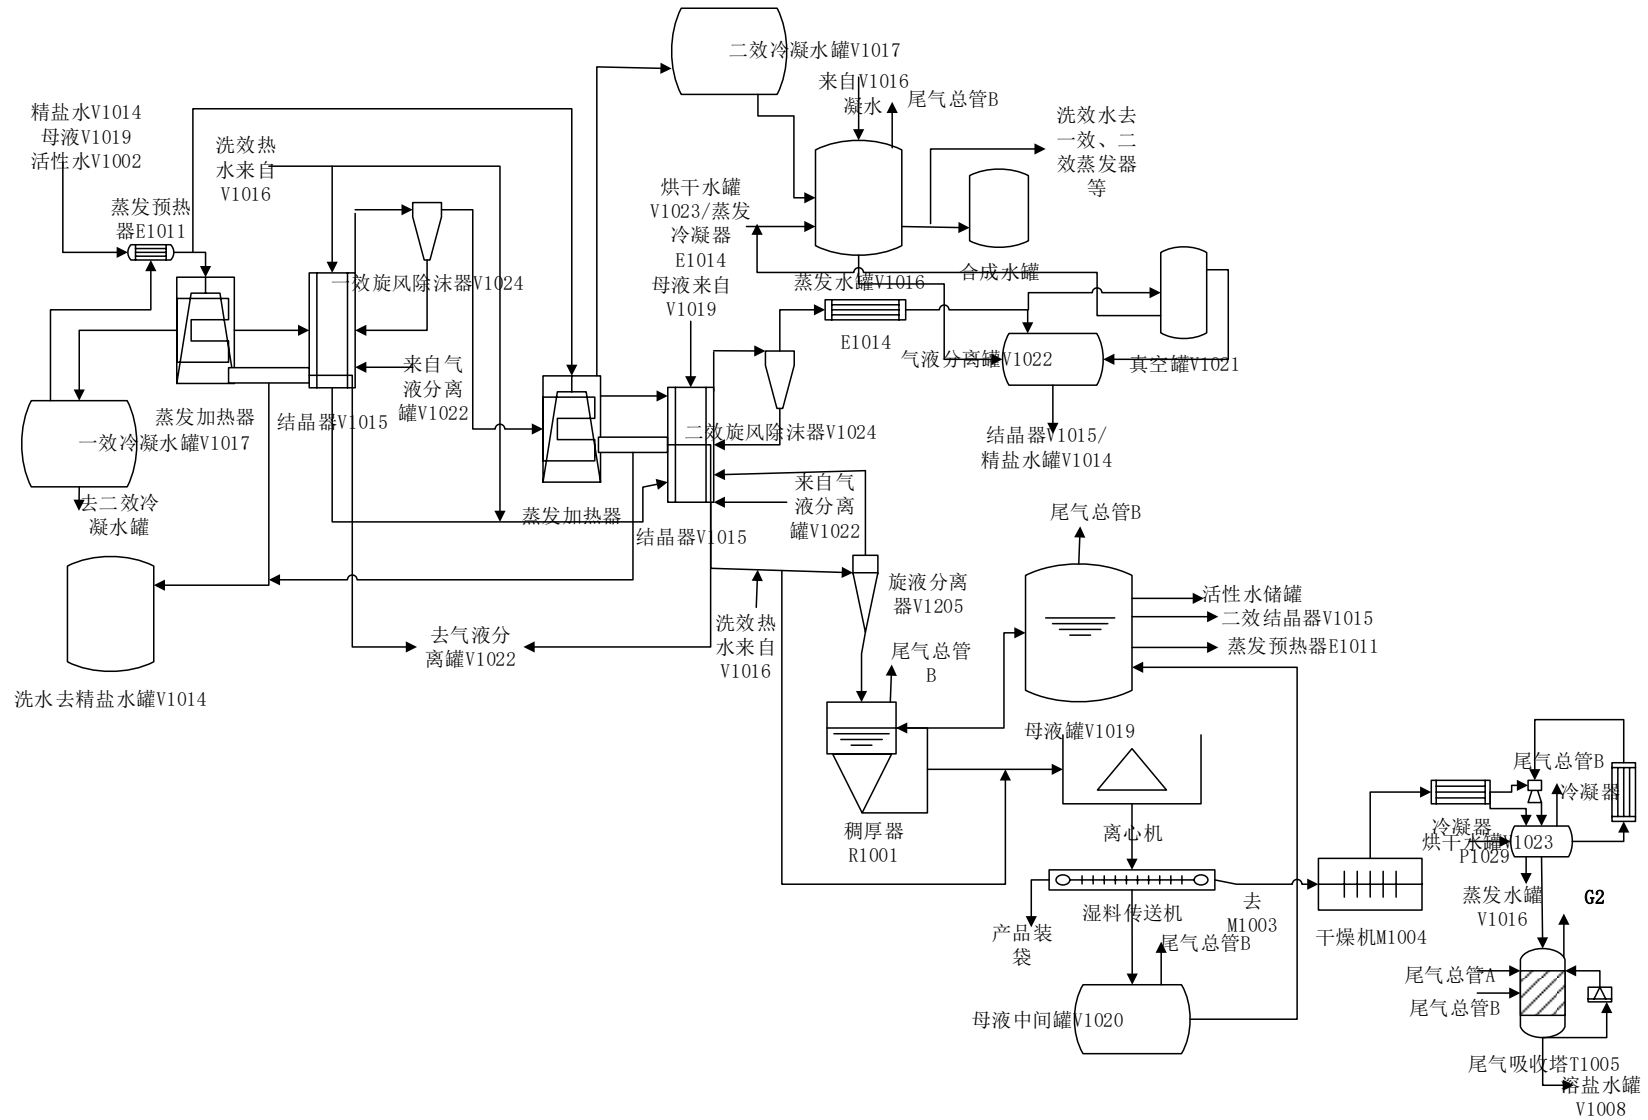 二效冷凝水罐V1017
来自V1016
凝水
尾气总管B
洗效水去
一效、二
效蒸发器
等
精盐水V1014
母液V1019
活性水V1002
洗效热
水来自
V1016
蒸发预热
器E1011
烘干水罐
V1023/蒸发
冷凝器
E1014
母液来自
V1019
一效旋风除沫器V1024
蒸发水罐V1016
合成水罐
E1014
气液分离罐V1022
真空罐V1021
来自气
液分离
罐V1022
蒸发加热器
结晶器V1015
一效冷凝水罐V1017
去二效冷
凝水罐
二效旋风除沫器V1024
结晶器V1015/
精盐水罐V1014
来自气
液分离
罐V1022
蒸发加热器
结晶器V1015
尾气总管B
旋液分离
器V1205
活性水储罐
二效结晶器V1015
蒸发预热器E1011
洗效热
水来自
V1016
去气液分
离罐V1022
尾气总管
B
洗水去精盐水罐V1014
母液罐V1019
稠厚器
R1001
离心机
尾气总管B
冷凝器
冷凝器
烘干水罐V1023
P1029
蒸发水罐
V1016
G2
湿料传送机
去
M1003
产品装
袋
干燥机M1004
尾气总管B
母液中间罐V1020
尾气总管A
尾气总管B
尾气吸收塔T1005
溶盐水罐
V1008